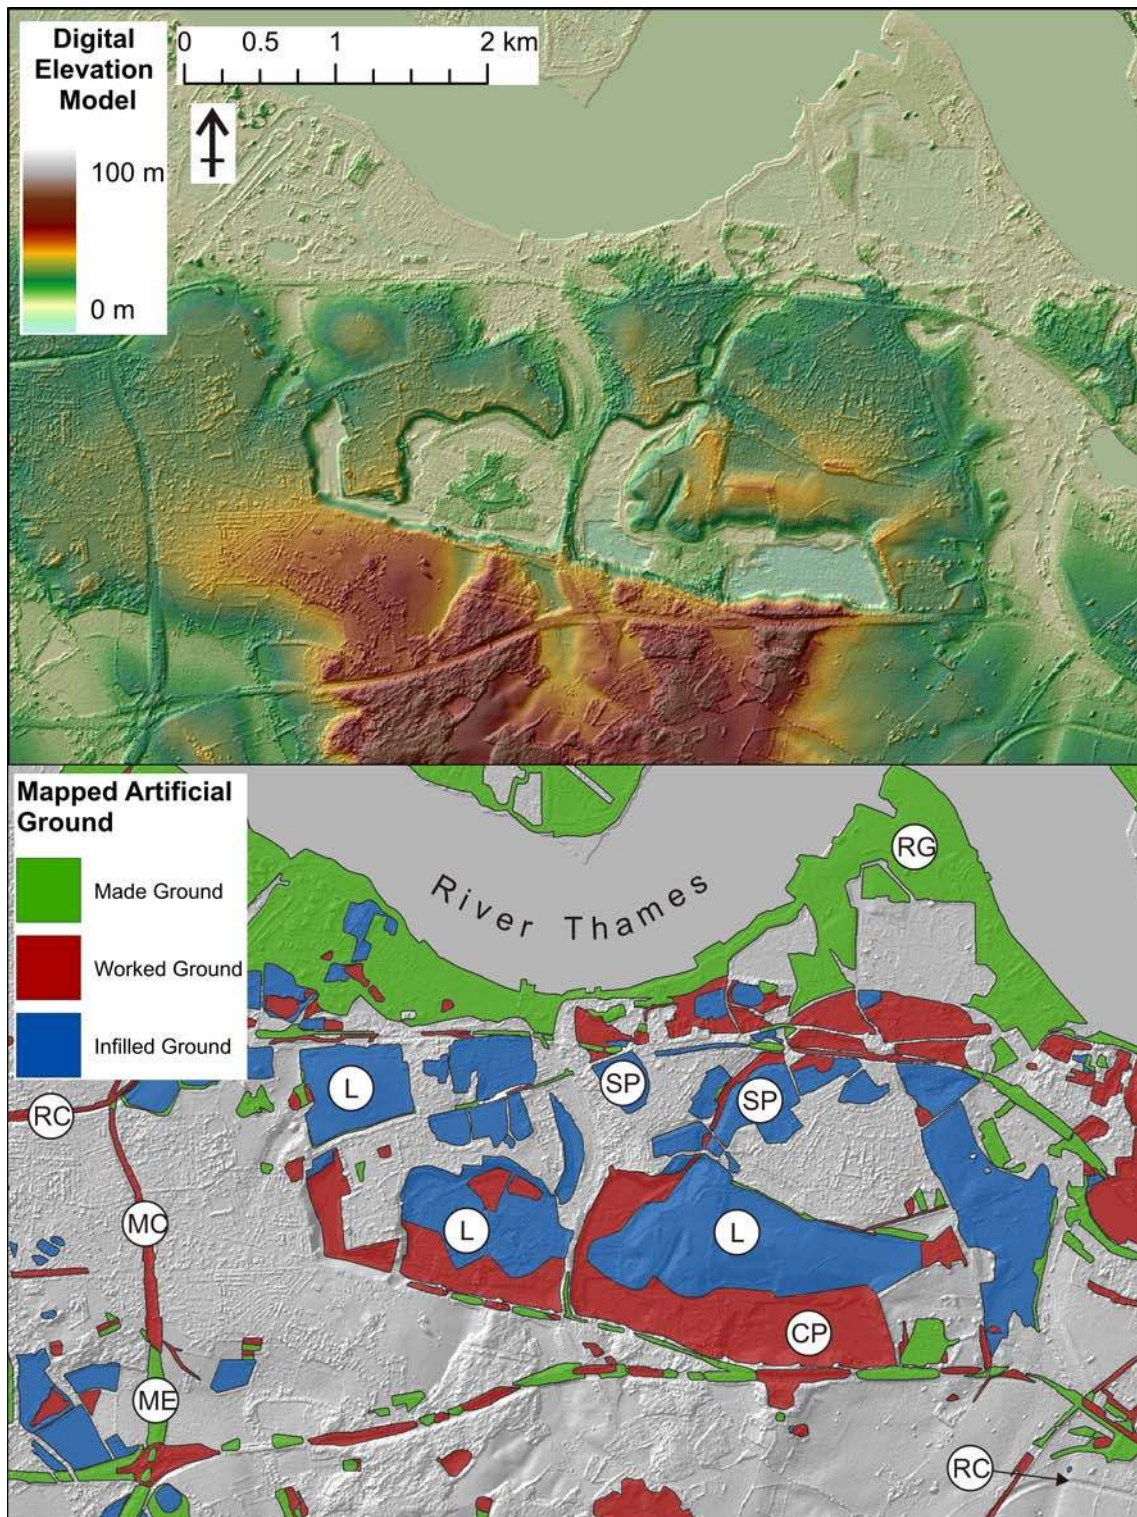 Digital
Elevation
Model
100 m
0 m
0 0.5 1 2 km
Mapped Artificial
Ground
Made Ground
Worked Ground
Infilled Ground
River Thames
RG
L
SP
SP
RC
MC
L
L
CP
ME
RC